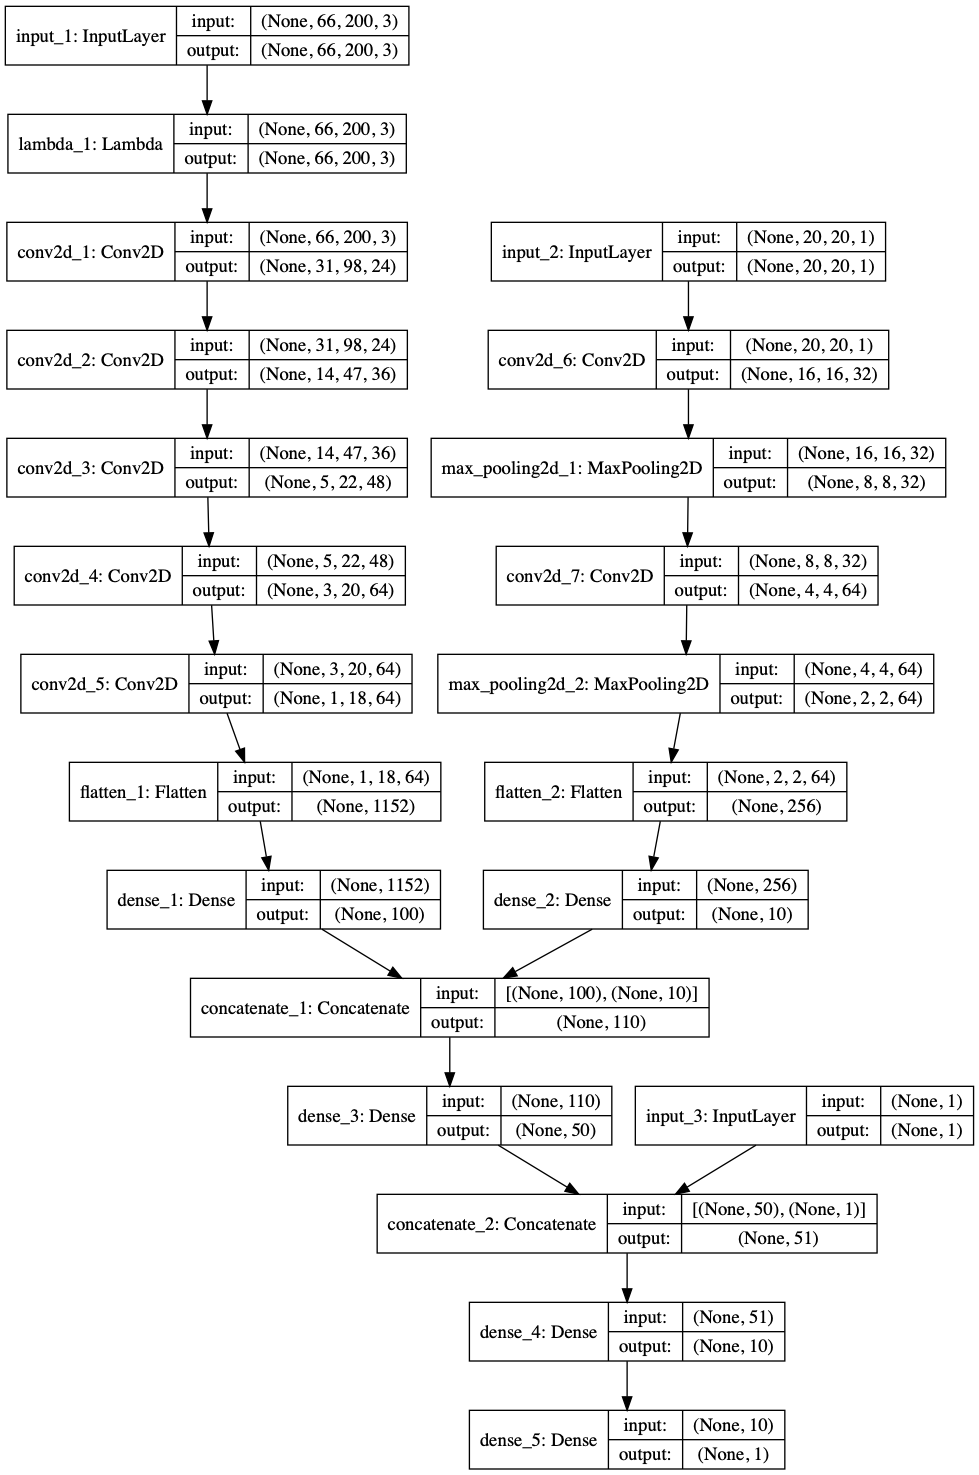 input_1: InputLayer
input: (None, 66, 200, 3)
output: (None, 66, 200, 3)
lambda_1: Lambda
input: (None, 66, 200, 3)
output: (None, 66, 200, 3)
conv2d_1: Conv2D
input: (None, 66, 200, 3)
output: (None, 31, 98, 24)
input_2: InputLayer
input: (None, 20, 20, 1)
output: (None, 20, 20, 1)
conv2d_2: Conv2D
input: (None, 31, 98, 24)
output: (None, 14, 47, 36)
conv2d_6: Conv2D
input: (None, 20, 20, 1)
output: (None, 16, 16, 32)
conv2d_3: Conv2D
input: (None, 14, 47, 36)
output: (None, 5, 22, 48)
max_pooling2d_1: MaxPooling2D
input: (None, 16, 16, 32)
output: (None, 8, 8, 32)
conv2d_4: Conv2D
input: (None, 5, 22, 48)
output: (None, 3, 20, 64)
conv2d_7: Conv2D
input: (None, 8, 8, 32)
output: (None, 4, 4, 64)
conv2d_5: Conv2D
input: (None, 3, 20, 64)
output: (None, 1, 18, 64)
max_pooling2d_2: MaxPooling2D
input: (None, 4, 4, 64)
output: (None, 2, 2, 64)
flatten_1: Flatten
input: (None, 1, 18, 64)
output: (None, 1152)
flatten_2: Flatten
input: (None, 2, 2, 64)
output: (None, 256)
dense_1: Dense
input: (None, 1152)
output: (None, 100)
dense_2: Dense
input: (None, 256)
output: (None, 10)
concatenate_1: Concatenate
input: [(None, 100), (None, 10)]
output: (None, 110)
dense_3: Dense
input: (None, 110)
output: (None, 50)
input_3: InputLayer
input: (None, 1)
output: (None, 1)
concatenate_2: Concatenate
input: [(None, 50), (None, 1)]
output: (None, 51)
dense_4: Dense
input: (None, 51)
output: (None, 10)
dense_5: Dense
input: (None, 10)
output: (None, 1)